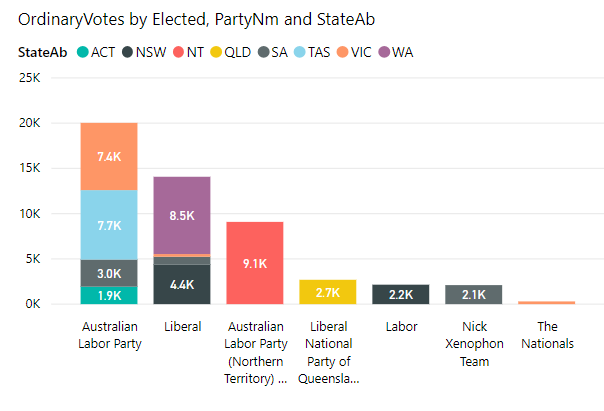 OrdinaryVotes by Elected, PartyNm and StateAb
StateAb ACT NSW NT QLD SA TAS VIC WA
25K
20K
15K
10K
5K
0K
7.4K
7.7K
3.0K
1.9K
8.5K
4.4K
9.1K
2.7K
2.2K
2.1K
Australian
Labor Party
Liberal
Australian
Labor Party
(Northern
Territory) ...
Liberal
National
Party of
Queensla...
Labor
Nick
Xenophon
Team
The
Nationals